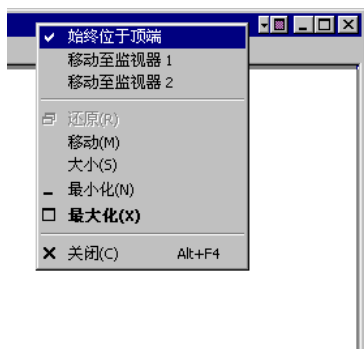 始终位于顶端
移动至监视器 1
移动至监视器 2
还原(R)
移动(M)
大小(S)
最小化(N)
最大化(X)
关闭(C) Alt+F4